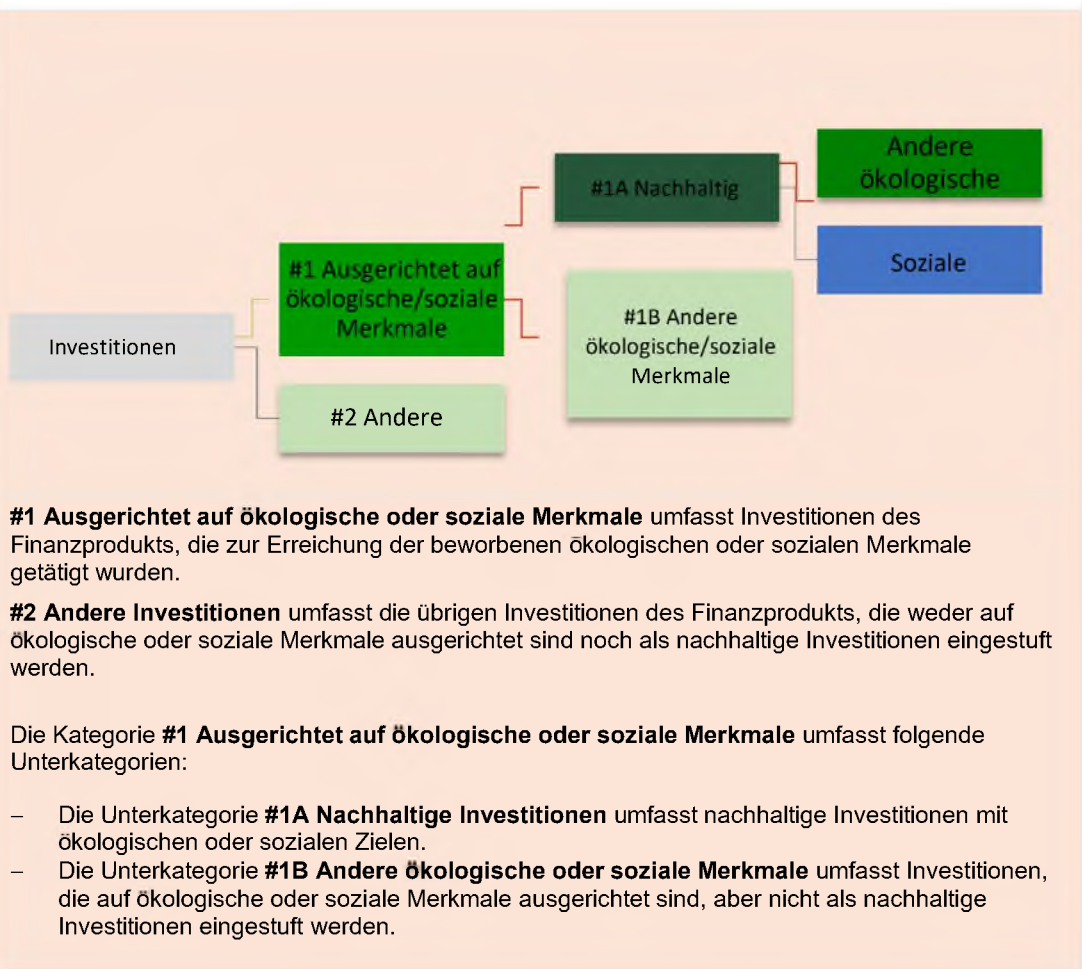 Andere
ökologische
#1A Nachhaltig
Soziale
#1 Ausgerichtet auf
ökologische/soziale
Merkmale
#1B Andere
ökologische/soziale
Merkmale
Investitionen
#2 Andere
#1 Ausgerichtet auf ökologische oder soziale Merkmale umfasst Investitionen des
Finanzprodukts, die zur Erreichung der beworbenen ökologischen oder sozialen Merkmale
getätigt wurden.
#2 Andere Investitionen umfasst die übrigen Investitionen des Finanzprodukts, die weder auf
ökologische oder soziale Merkmale ausgerichtet sind noch als nachhaltige Investitionen eingestuft
werden.
Die Kategorie #1 Ausgerichtet auf ökologische oder soziale Merkmale umfasst folgende
Unterkategorien:
– Die Unterkategorie #1A Nachhaltige Investitionen umfasst nachhaltige Investitionen mit
ökologischen oder sozialen Zielen.
– Die Unterkategorie #1B Andere ökologische oder soziale Merkmale umfasst Investitionen,
die auf ökologische oder soziale Merkmale ausgerichtet sind, aber nicht als nachhaltige
Investitionen eingestuft werden.